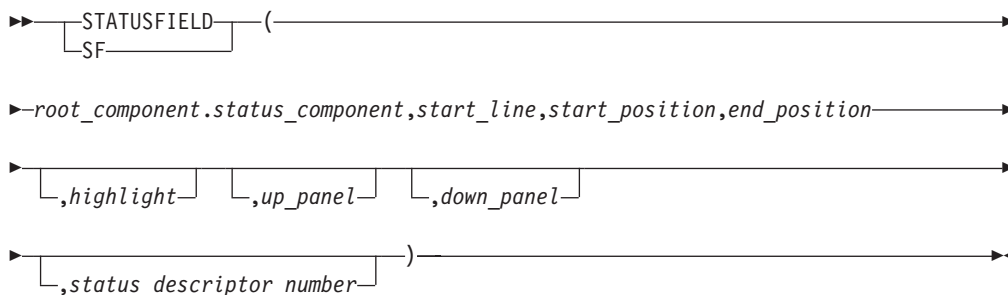 STATUSFIELD (
SF
root_component.status_component,start_line,start_position,end_position
,highlight ,up_panel ,down_panel
)
,status descriptor number